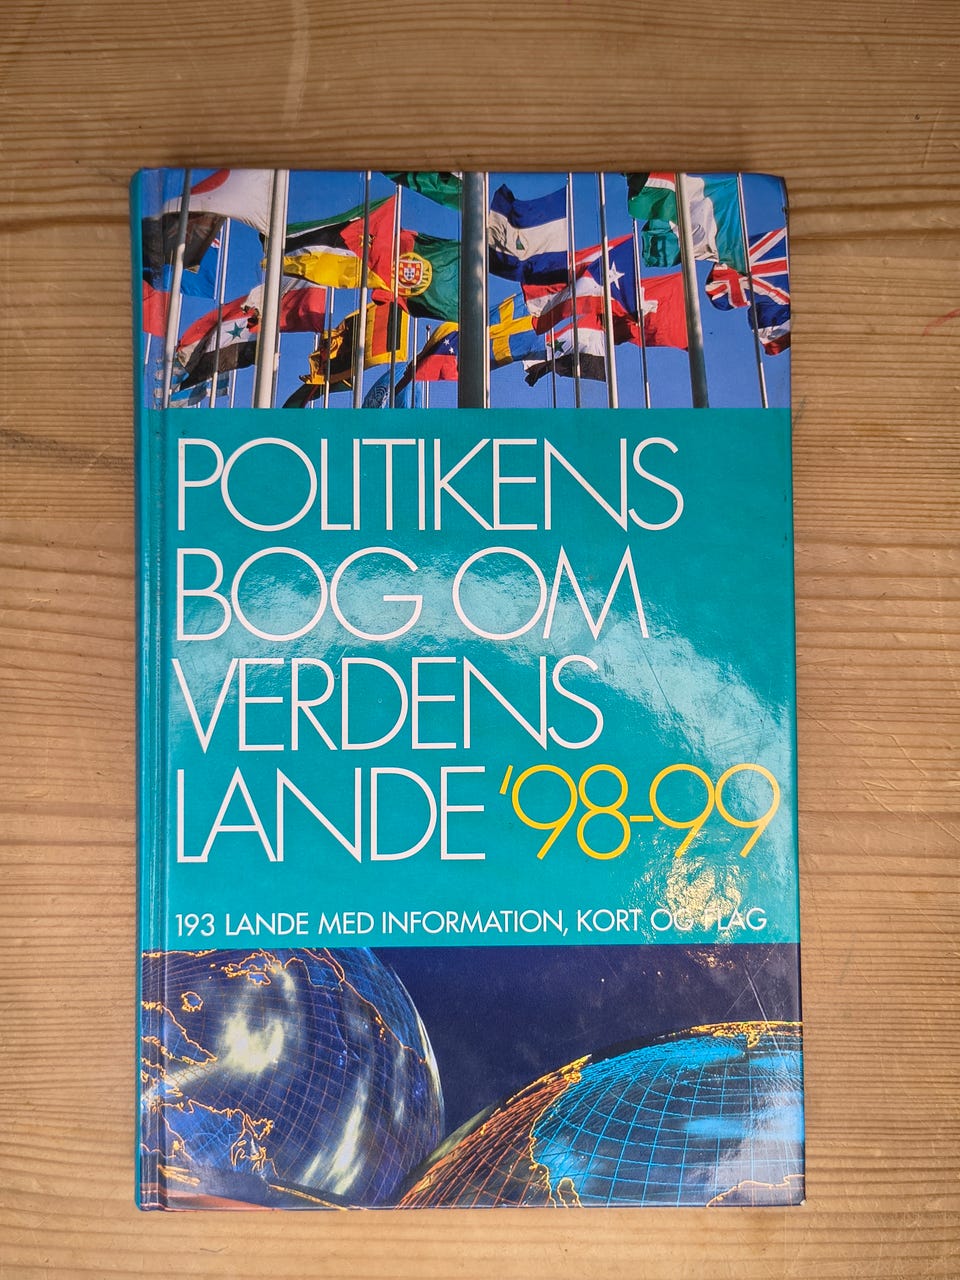 POLITIKENS
BOG OM
VERDENS
LANDE '98-99
193 LANDE MED INFORMATION, KORT OG FLAG